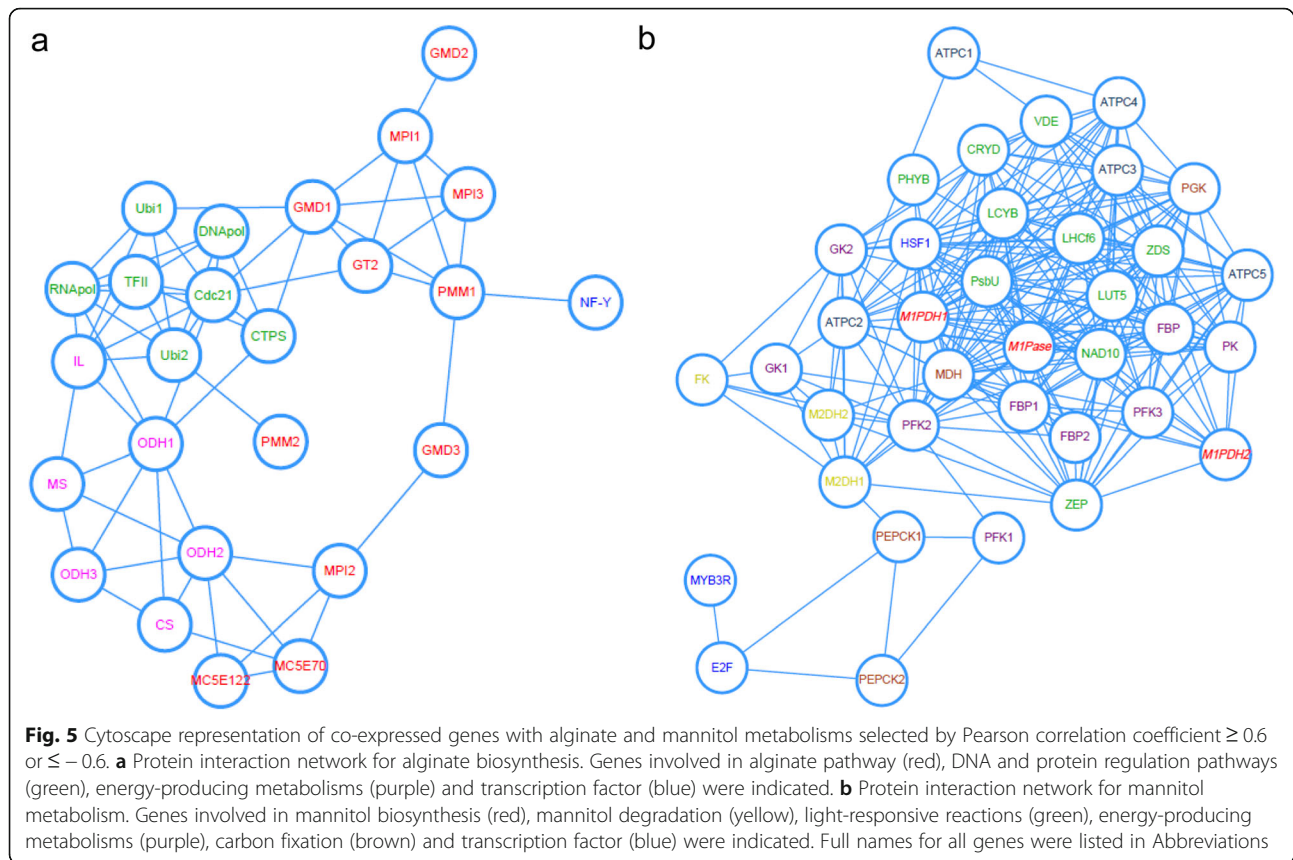 a
b
GMD2
MPI1
MPI3
GMD1
Ubi1
DNApol
GT2
TFII
RNApol
Cdc21
PMM1
NF-Y
CTPS
IL
Ubi2
ODH1
PMM2
GMD3
MS
ODH2
MPI2
ODH3
CS
MC5E70
MC5E122
ATPC1
ATPC4
VDE
CRYD
ATPC3
PHYB
PGK
LCYB
GK2
HSF1
LHCf6
ZDS
ATPC5
PsbU
LUT5
M1PDH1
ATPC2
FBP
M1Pase
NAD10
PK
GK1
MDH
FK
FBP1
PFK3
M2DH2
PFK2
FBP2
M1PDH2
M2DH1
ZEP
PEPCK1
PFK1
MYB3R
E2F
PEPCK2
Fig. 5 Cytoscape representation of co-expressed genes with alginate and mannitol metabolisms selected by Pearson correlation coefficient ≥ 0.6
or ≤ − 0.6. a Protein interaction network for alginate biosynthesis. Genes involved in alginate pathway (red), DNA and protein regulation pathways
(green), energy-producing metabolisms (purple) and transcription factor (blue) were indicated. b Protein interaction network for mannitol
metabolism. Genes involved in mannitol biosynthesis (red), mannitol degradation (yellow), light-responsive reactions (green), energy-producing
metabolisms (purple), carbon fixation (brown) and transcription factor (blue) were indicated. Full names for all genes were listed in Abbreviations